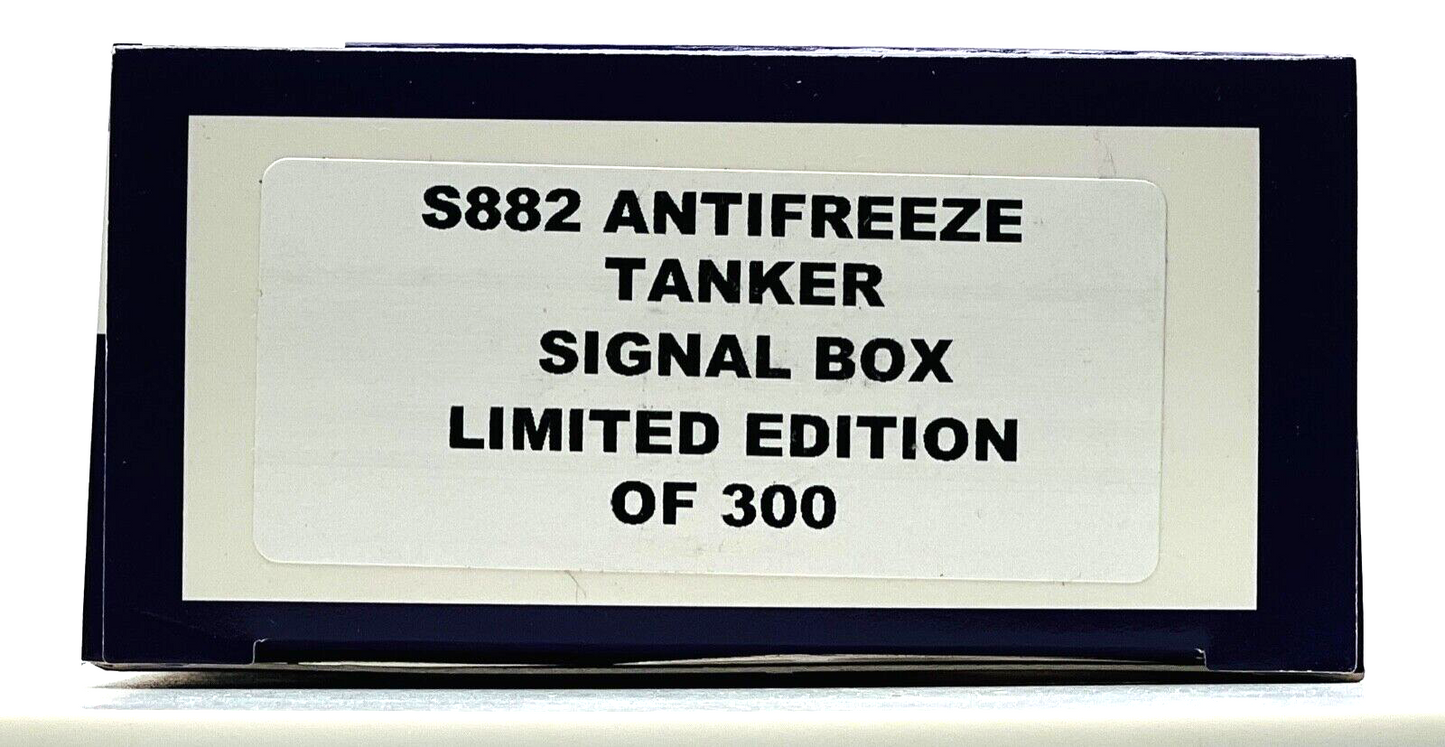 S882 ANTIFREEZE
TANKER
SIGNAL BOX
LIMITED EDITION
OF 300